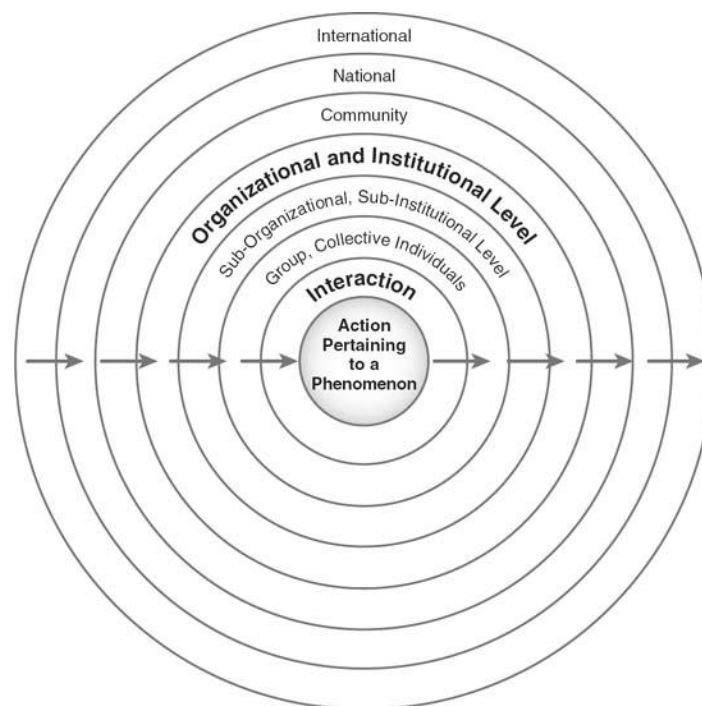 International
National
Community
Organizational and Institutional Level
Sub-Organizational, Sub-Institutional Level
Group, Collective Individuals
Interaction
Action
Pertaining
to a
Phenomenon